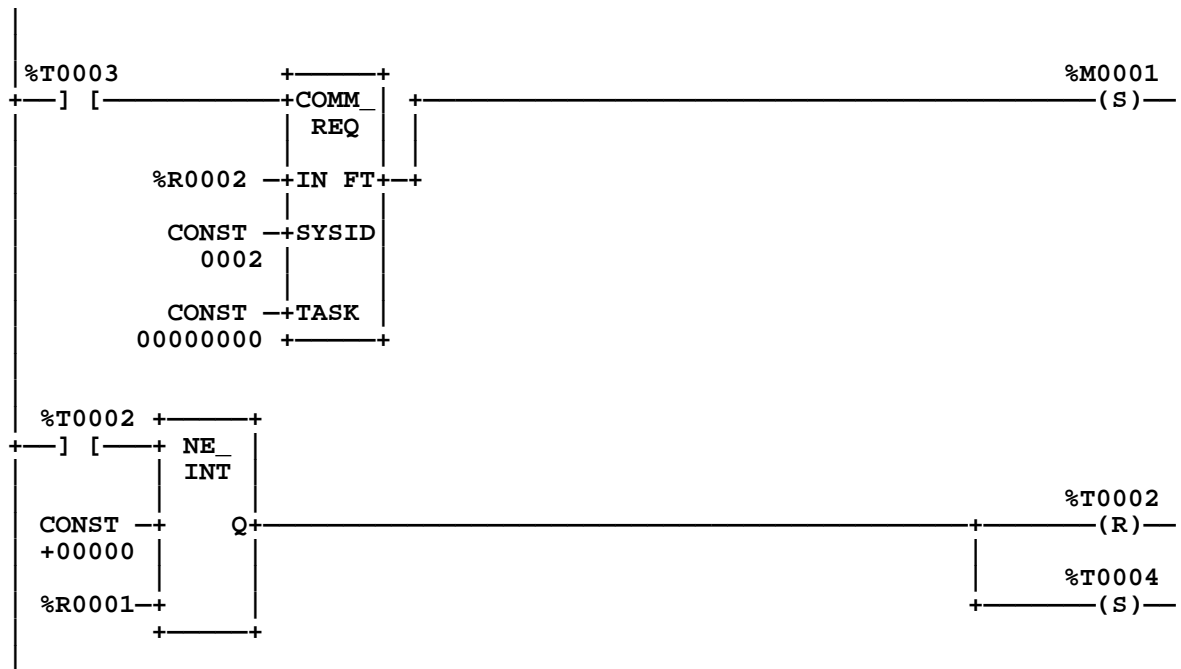 %T0003 %M0001
] [ COMM_ (S)
REQ
%R0002 IN FT
CONST SYSID
0002
CONST TASK
00000000
%T0002
] [ NE_
INT
%T0002
CONST Q (R)
+00000
%T0004
%R0001 (S)